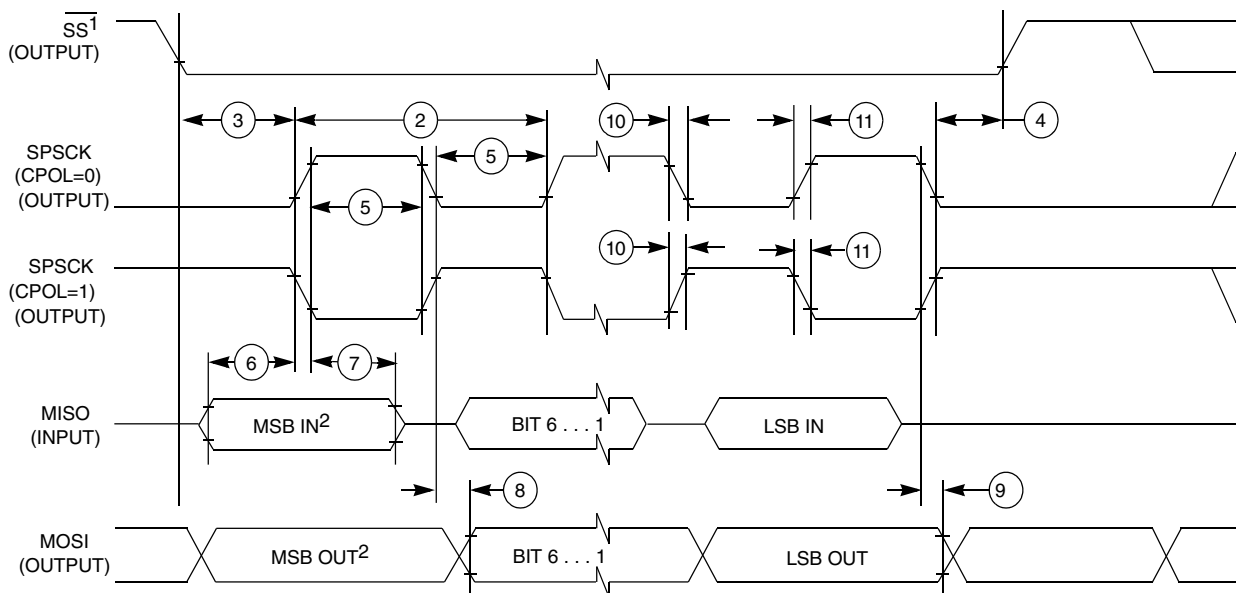 SS1
(OUTPUT)
3
2
10
11
4
SPSCK
(CPOL=0)
(OUTPUT)
5
5
SPSCK
(CPOL=1)
(OUTPUT)
10
11
6
7
MISO
(INPUT)
MSB IN2
BIT 6 . . . 1
LSB IN
8
9
MOSI
(OUTPUT)
MSB OUT2
BIT 6 . . . 1
LSB OUT